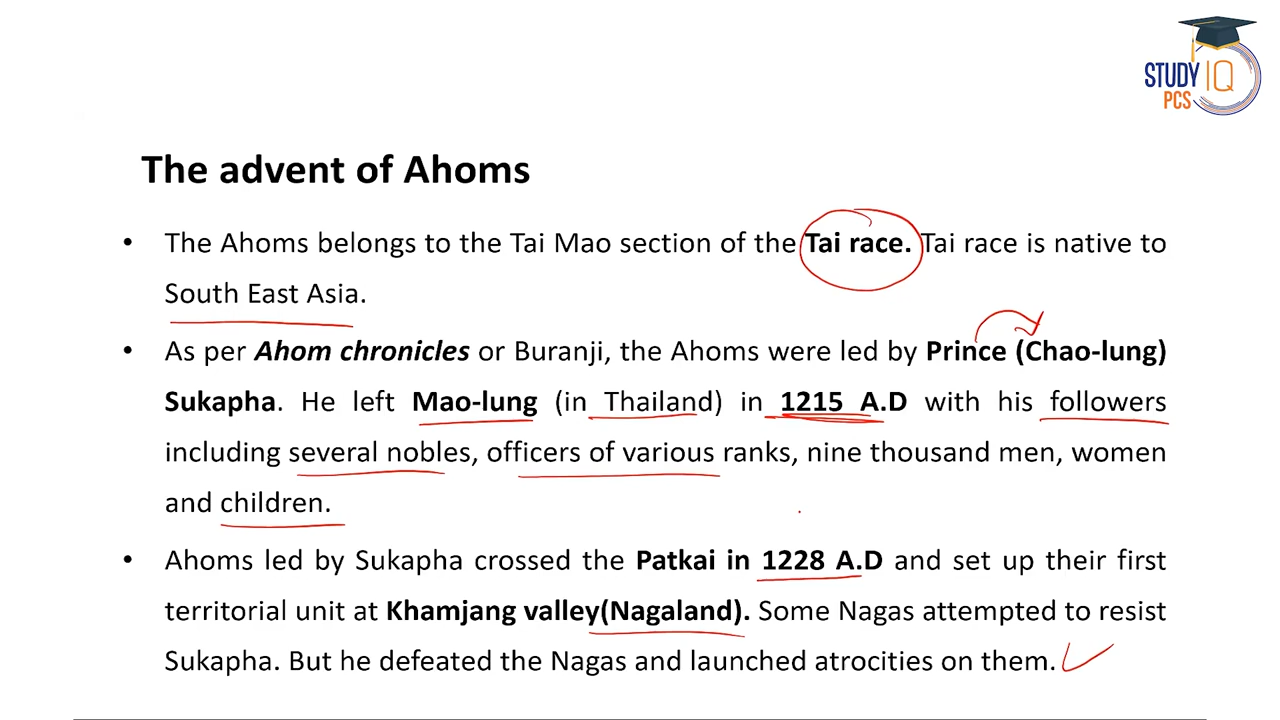 STUDY IQ
PCS
The advent of Ahoms
• The Ahoms belongs to the Tai Mao section of the Tai race. Tai race is native to
South East Asia.
• As per Ahom chronicles or Buranji, the Ahoms were led by Prince (Chao-lung)
Sukapha. He left Mao-lung (in Thailand) in 1215 A.D with his followers
including several nobles, officers of various ranks, nine thousand men, women
and children.
• Ahoms led by Sukapha crossed the Patkai in 1228 A.D and set up their first
territorial unit at Khamjang valley(Nagaland). Some Nagas attempted to resist
Sukapha. But he defeated the Nagas and launched atrocities on them.